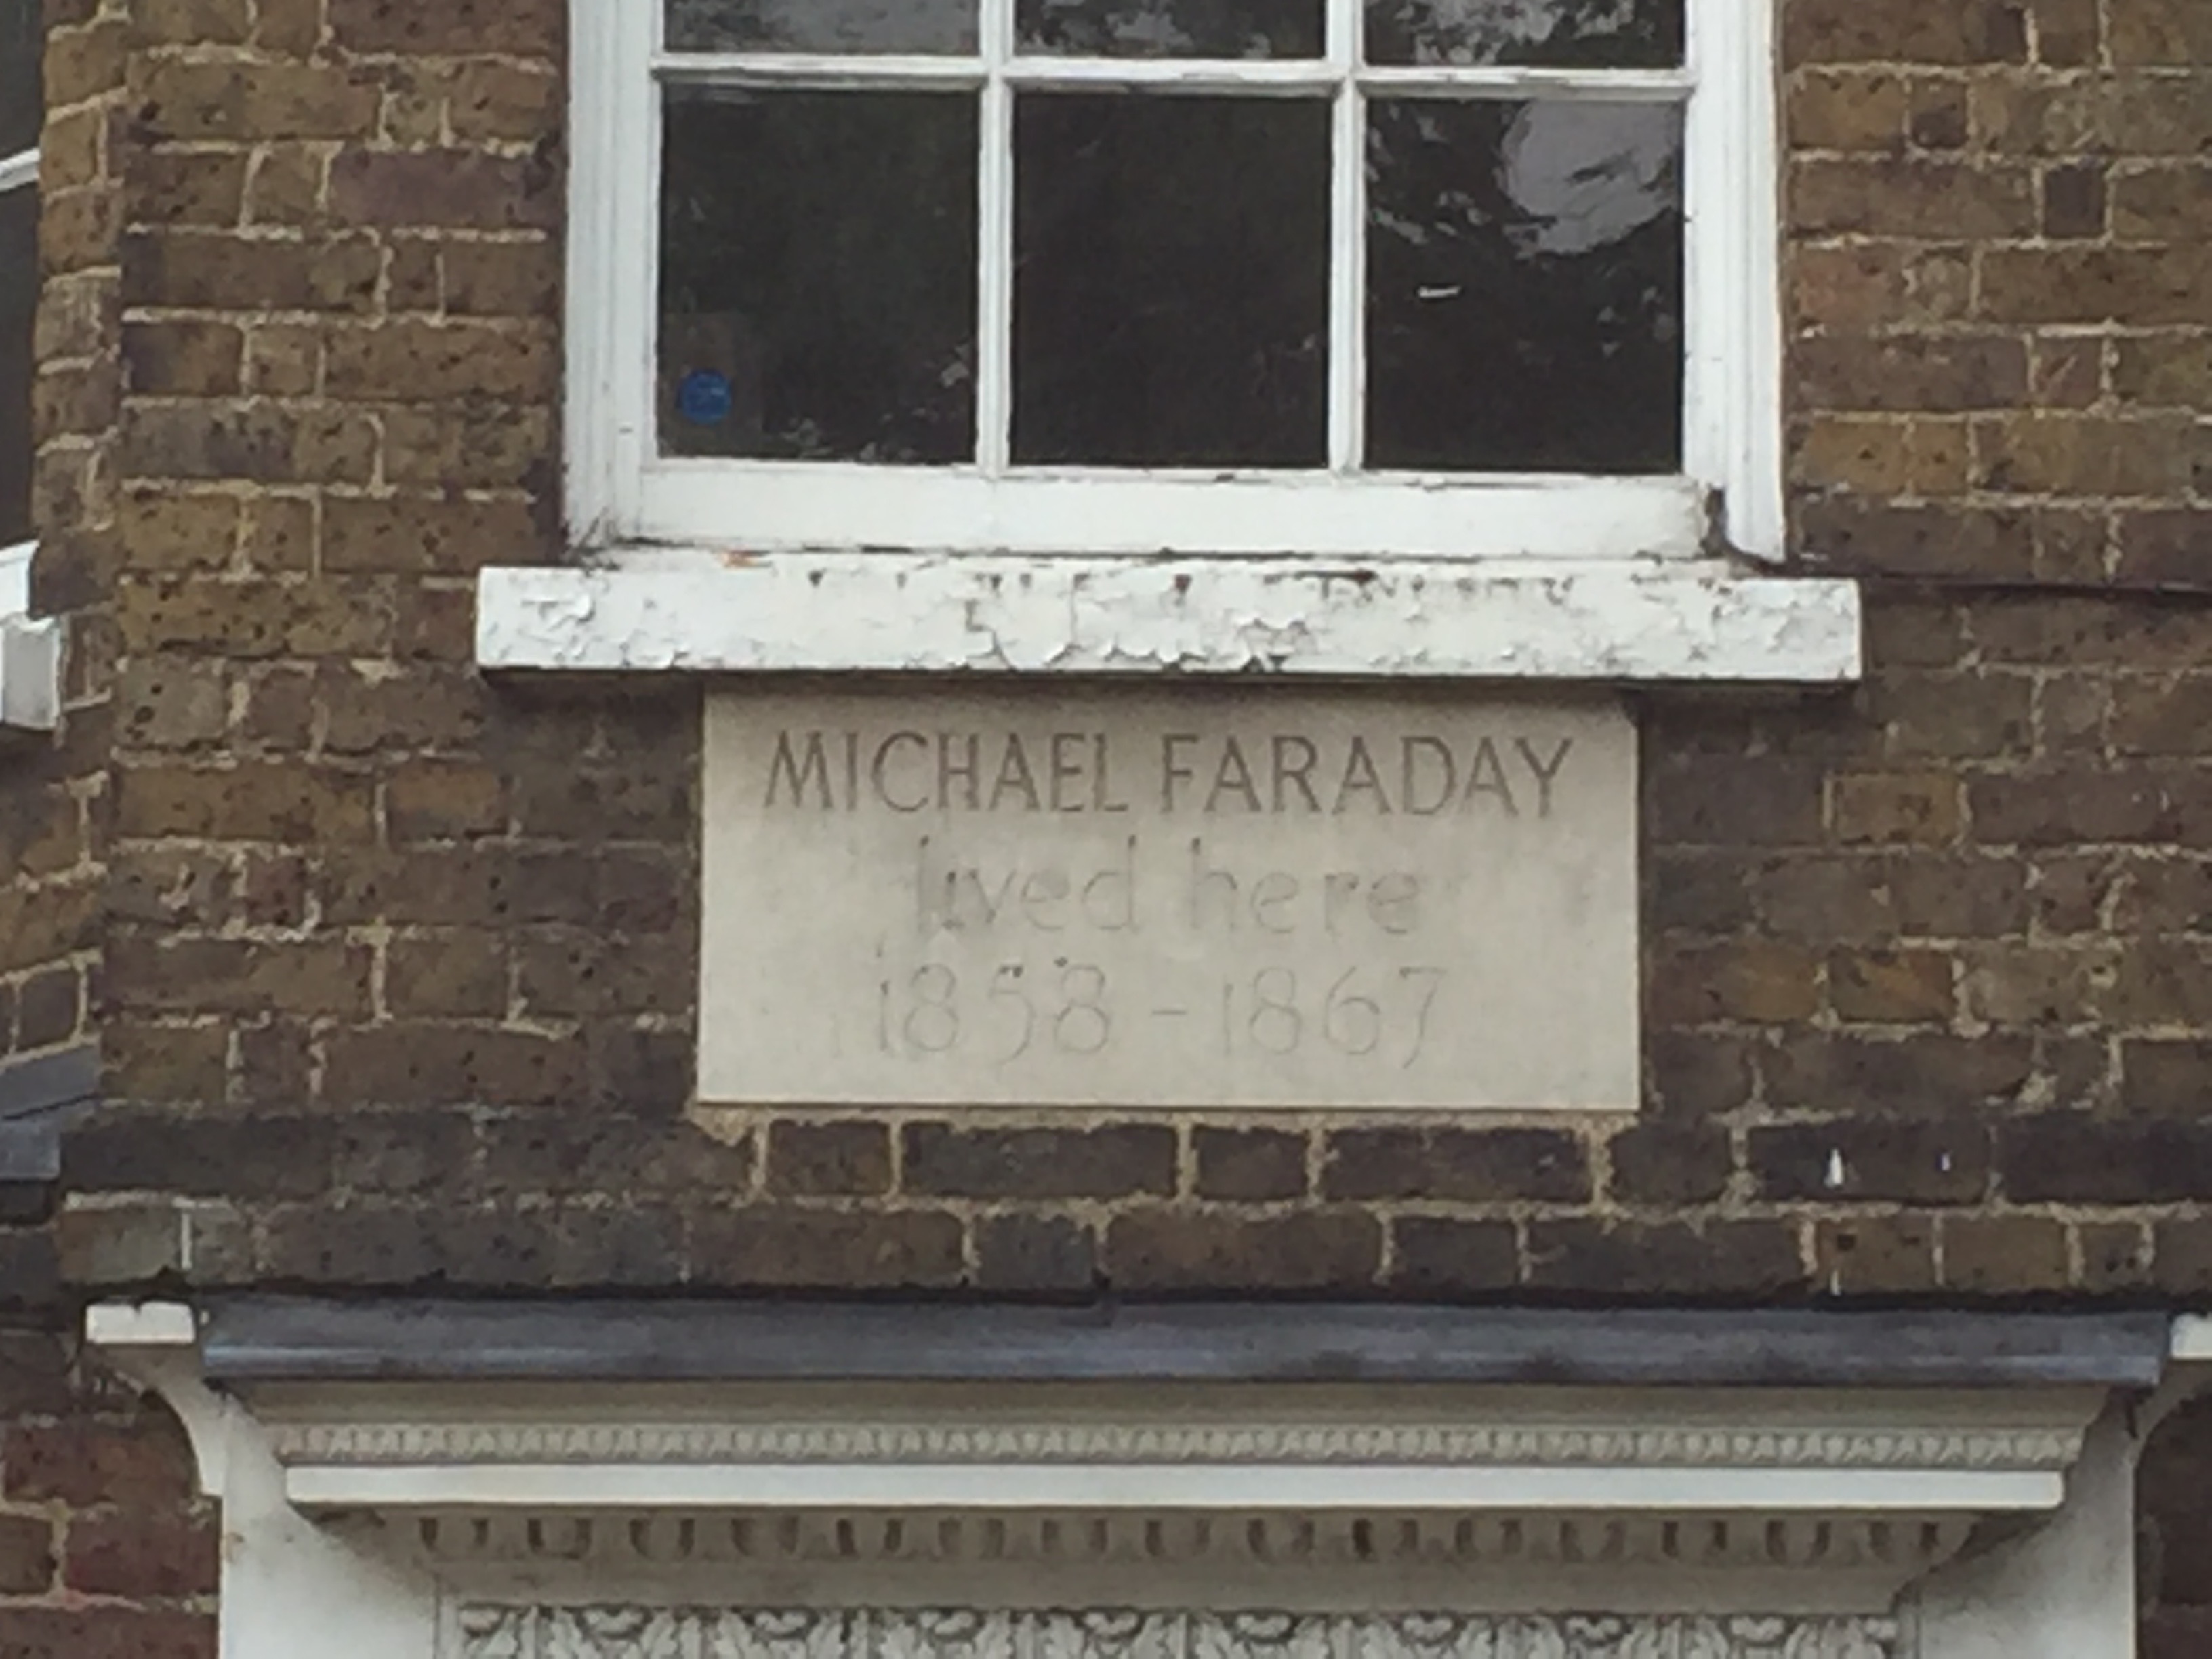 MICHAEL FARADAY
lived here
1858 - 1867